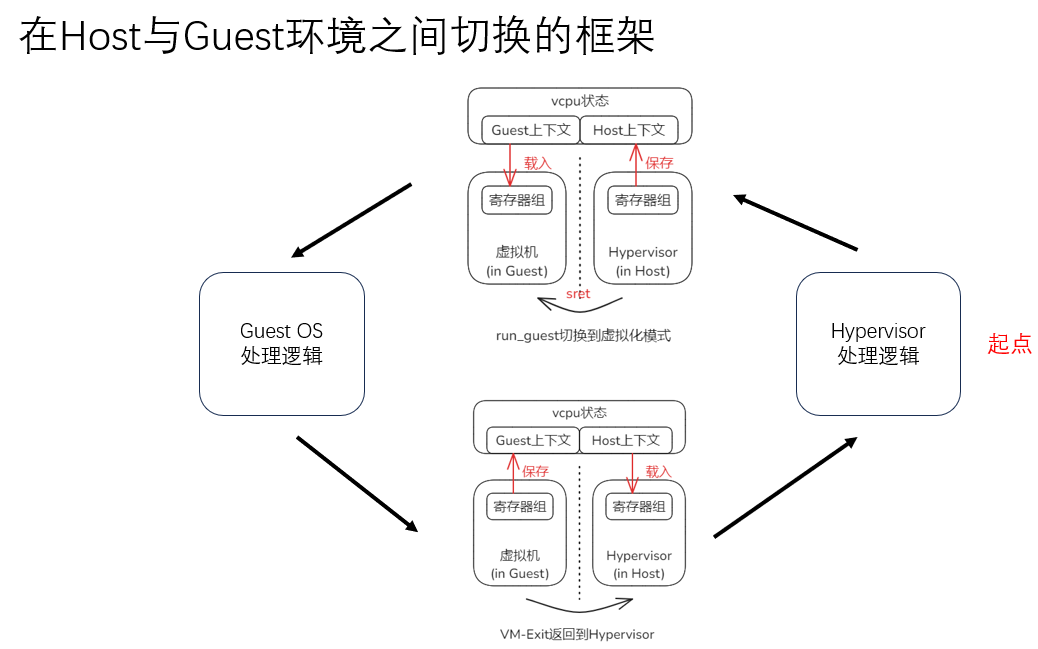 在Host与Guest环境之间切换的框架
vcpu状态
Guest上下文
Host上下文
载入
保存
寄存器组
寄存器组
虚拟机
(in Guest)
Hypervisor
(in Host)
sret
run_guest切换到虚拟化模式
Guest OS
处理逻辑
Hypervisor
处理逻辑
起点
vcpu状态
Guest上下文
Host上下文
保存
载入
寄存器组
寄存器组
虚拟机
(in Guest)
Hypervisor
(in Host)
VM-Exit返回到Hypervisor